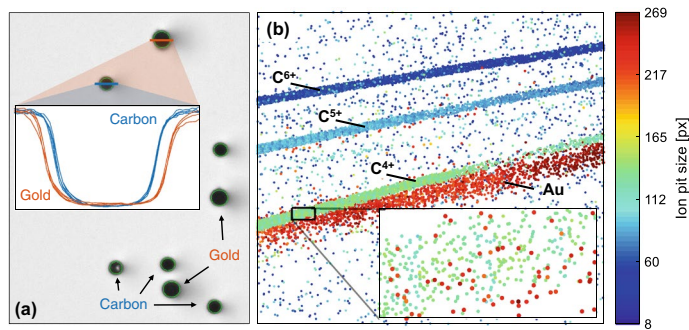 Carbon
Gold
Gold
Carbon
(a)
(b)
C6+
C5+
C4+
Au
269
217
165
112
60
8
Ion pit size [px]